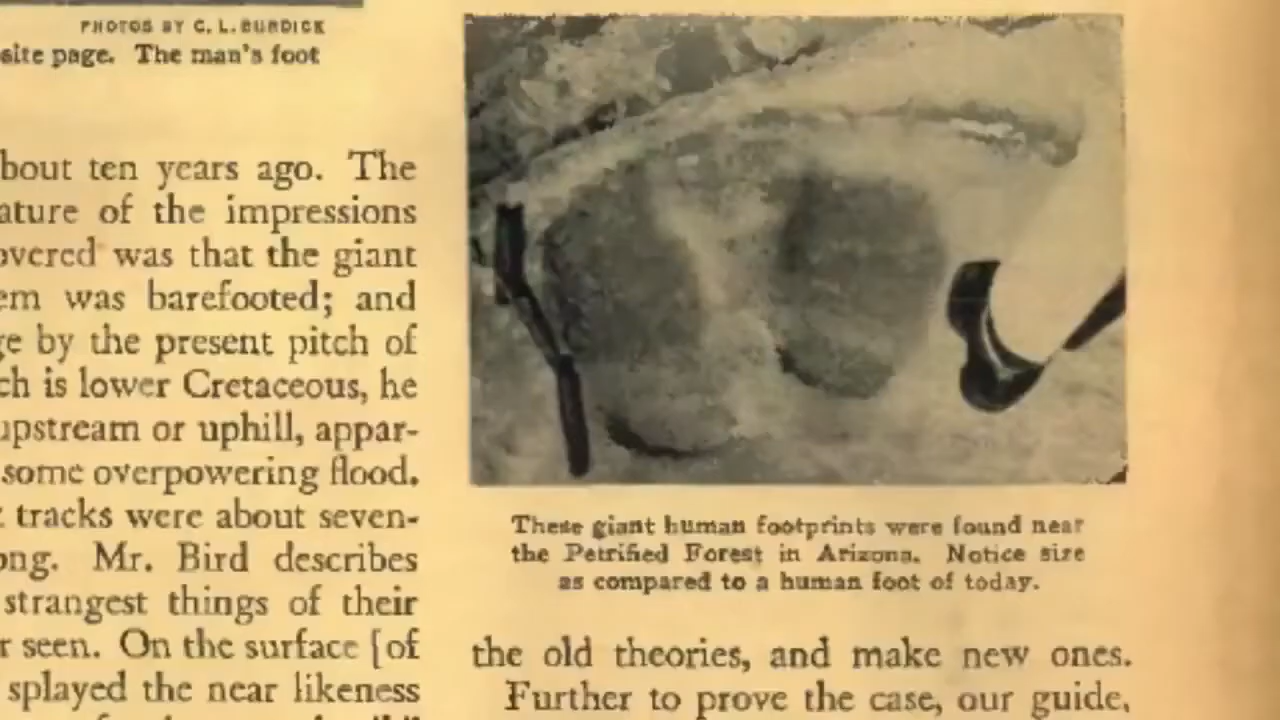 PHOTOS BY C. L. BURDICK
site page. The man's foot
bout ten years ago. The
ature of the impressions
overed was that the giant
em was barefooted; and
ge by the present pitch of
ch is lower Cretaceous, he
upstream or uphill, appar-
some overpowering flood.
tracks were about seven-
ong. Mr. Bird describes
strangest things of their
r seen. On the surface [of
splayed the near likeness
These giant human footprints were found near
the Petrified Forest in Arizona. Notice size
as compared to a human foot of today.
the old theories, and make new ones.
Further to prove the case, our guide,